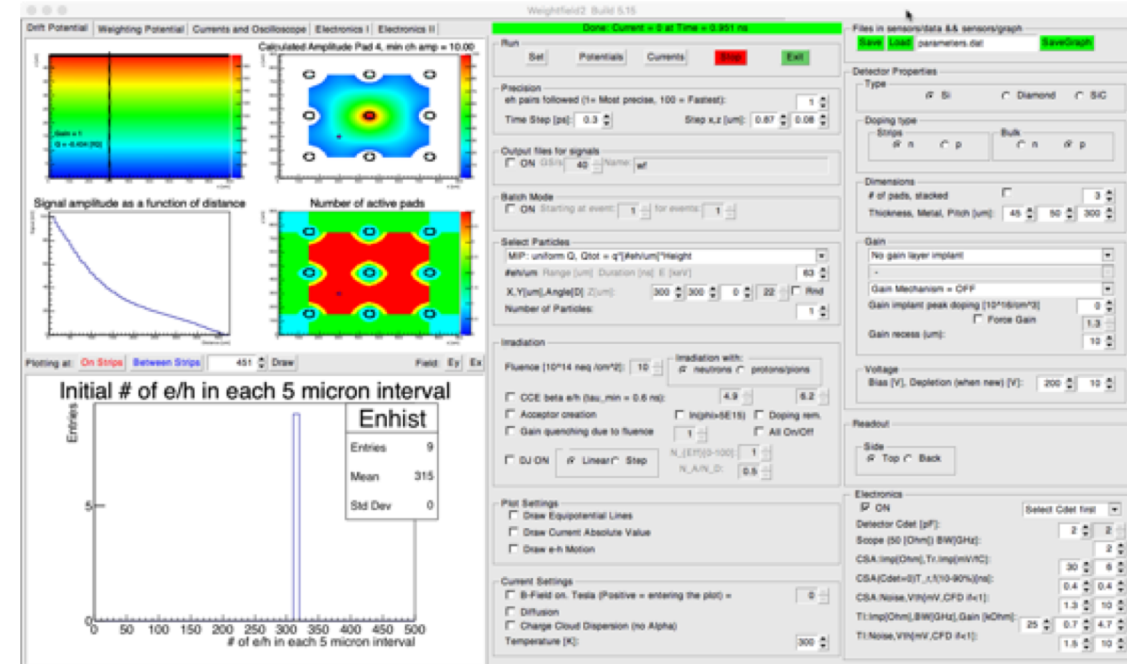 Weightfield2 Build 5.15
Drift Potential Weighting Potential Currents and Oscilloscope Electronics I Electronics II
Calculated Amplitude Pad 4, min ch amp = 10.00
Gain = 1
Signal amplitude as a function of distance
Number of active pads
Plotting at: On Strips Between Strips 451 Draw Field: Ey Ex
Initial # of e/h in each 5 micron interval
Entries
Enhist
Entries 9
Mean 315
Std Dev 0
5
0 50 100 150 200 250 300 350 400 450 500
# of e/h in each 5 micron interval
Done: Current = 0 at Time = 0.951 ns
Run
Set Potentials Currents Stop Exit
Precision
eh pairs followed (1= Most precise, 100 = Fastest): 1
Time Step [ps]: 0.3 Step x,z [um]: 0.87 0.08
Output files for signals
ON GS/s 40 Name: wf
Batch Mode
ON Starting at event: 1 for events: 1
Select Particles
MIP: uniform Q, Qtot = q*[#eh/um]*Height
#eh/um Range [um] Duration [ns] E [keV] 63
X,Y[um],Angle[D] Z[um]: 300 300 0 22 Rnd
Number of Particles: 1
Irradiation
Fluence [10^14 neq /cm^2]: 10
Irradiation with:
neutrons protons/pions
CCE beta e/h (tau_min = 0.6 ns): 4.9 6.2
Acceptor creation ln(phi>5E15) Doping rem.
Gain quenching due to fluence 1 All On/Off
DJ ON Linear Step
N_{Eff}[0-100]: 1
N_A/N_D: 0.5
Plot Settings
Draw Equipotential Lines
Draw Current Absolute Value
Draw e-h Motion
Current Settings
B-Field on. Tesla (Positive = entering the plot) = 0
Diffusion
Charge Cloud Dispersion (no Alpha)
Temperature [K]: 300
Files in sensors/data && sensors/graph
Save Load parameters.dat SaveGraph
Detector Properties
Type
Si Diamond SiC
Doping type
Strips
n p
Bulk
n p
Dimensions
# of pads, stacked 3
Thickness, Metal, Pitch [um]: 45 50 300
Gain
No gain layer implant
-
Gain Mechanism = OFF
Gain implant peak doping [10^16/cm^3] 0
Force Gain 1.3
Gain recess (um): 10
Voltage
Bias [V], Depletion (when new) [V]: 200 10
Readout
Side
Top Back
Electronics
ON Select Cdet first
Detector Cdet [pF]: 2 2
Scope (50 [Ohm]) BW[GHz]: 2
CSA:Imp[Ohm],Tr.Imp[mV/fC]: 30 6
CSA(Cdet=0)T_r,f(10-90%)[ns]: 0.4 0.4
CSA:Noise,Vth[mV,CFD if<1]: 1.3 10
TI:Imp[Ohm],BW[GHz],Gain [kOhm]: 25 0.7 4.7
TI:Noise,Vth[mV,CFD if<1]: 1.5 10